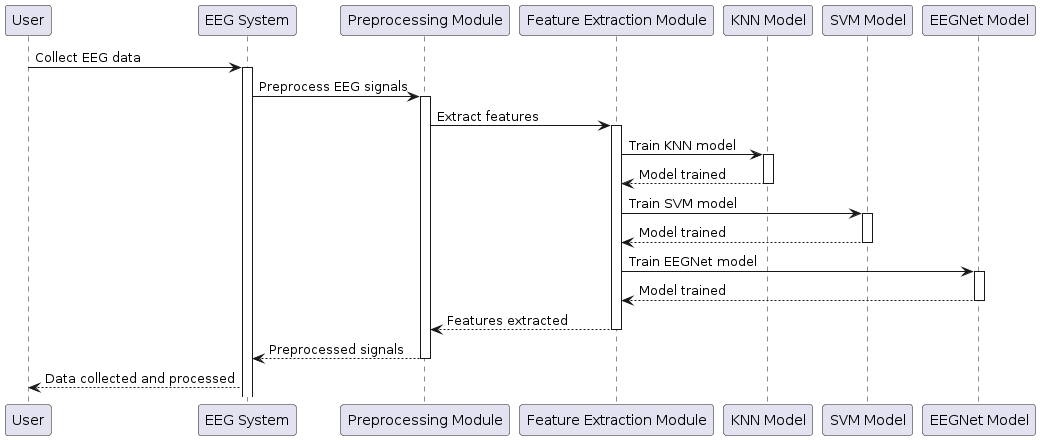 User EEG System Preprocessing Module Feature Extraction Module KNN Model SVM Model EEGNet Model
Collect EEG data
Preprocess EEG signals
Extract features
Train KNN model
Model trained
Train SVM model
Model trained
Train EEGNet model
Model trained
Features extracted
Preprocessed signals
Data collected and processed
User EEG System Preprocessing Module Feature Extraction Module KNN Model SVM Model EEGNet Model